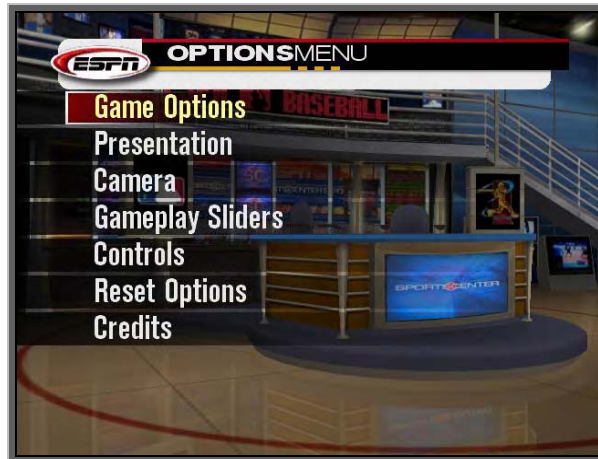 ESPN OPTIONSMENU
Game Options
BASEBALL
Presentation
Camera
Gameplay Sliders
Controls
Reset Options
SPORTSCENTER
Credits